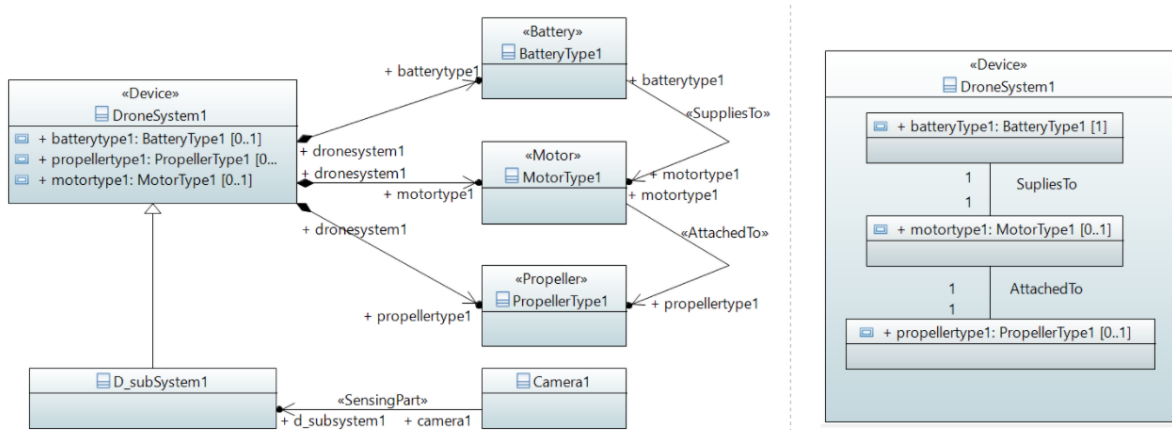 «Device»
DroneSystem1
+ batterytype1: BatteryType1 [0..1]
+ propellertype1: PropellerType1 [0...
+ motortype1: MotorType1 [0..1]
«Battery»
BatteryType1
+ batterytype1
+ batterytype1
«SuppliesTo»
+ dronesystem1
+ dronesystem1
«Motor»
MotorType1
+ motortype1
+ motortype1
+ motortype1
+ dronesystem1
«AttachedTo»
«Propeller»
PropellerType1
+ propellertype1
+ propellertype1
D_subSystem1
«SensingPart»
+ d_subsystem1
+ camera1
Camera1
«Device»
DroneSystem1
+ batteryType1: BatteryType1 [1]
1
SupliesTo
1
+ motortype1: MotorType1 [0..1]
1
AttachedTo
1
+ propellertype1: PropellerType1 [0..1]